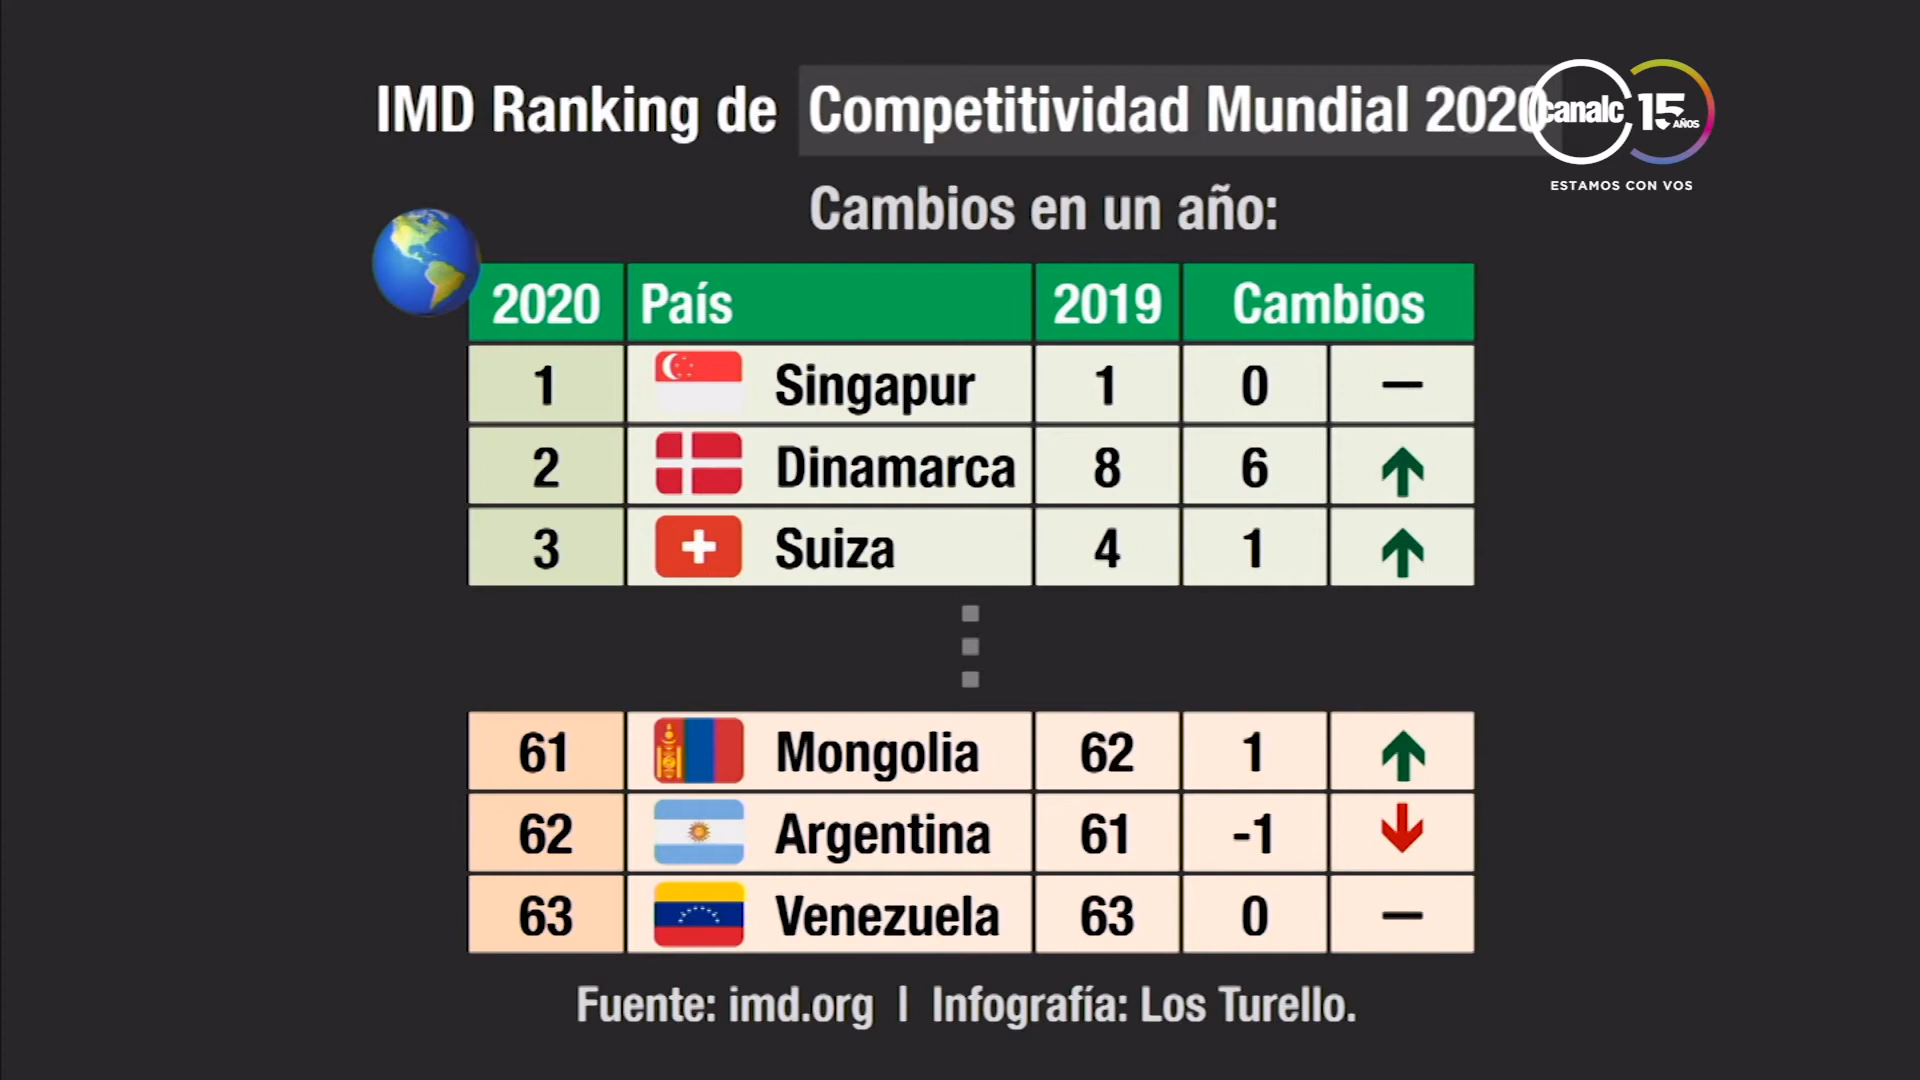 IMD Ranking de Competitividad Mundial 2020
canalc 15 AÑOS
ESTAMOS CON VOS
Cambios en un año:
2020 País 2019 Cambios
1 Singapur 1 0 —
2 Dinamarca 8 6 ↑
3 Suiza 4 1 ↑
61 Mongolia 62 1 ↑
62 Argentina 61 -1 ↓
63 Venezuela 63 0 —
Fuente: imd.org | Infografía: Los Turello.